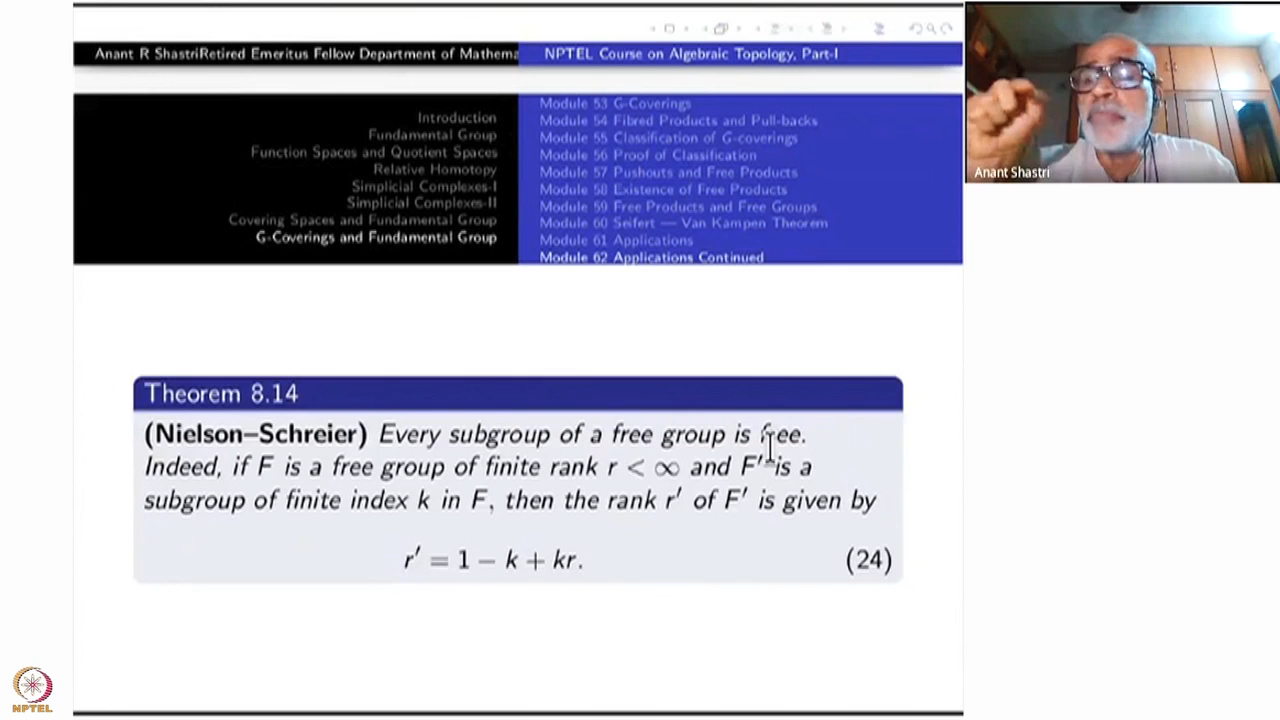 Anant R ShastriRetired Emeritus Fellow Department of Mathema
NPTEL Course on Algebraic Topology, Part-I
Introduction
Fundamental Group
Function Spaces and Quotient Spaces
Relative Homotopy
Simplicial Complexes-I
Simplicial Complexes-II
Covering Spaces and Fundamental Group
G-Coverings and Fundamental Group
Module 53 G-Coverings
Module 54 Fibred Products and Pull-backs
Module 55 Classification of G-coverings
Module 56 Proof of Classification
Module 57 Pushouts and Free Products
Module 58 Existence of Free Products
Module 59 Free Products and Free Groups
Module 60 Seifert — Van Kampen Theorem
Module 61 Applications
Module 62 Applications Continued
Anant Shastri
Theorem 8.14
(Nielson–Schreier) Every subgroup of a free group is free.
Indeed, if F is a free group of finite rank r < ∞ and F′ is a
subgroup of finite index k in F, then the rank r′ of F′ is given by
r′ = 1 − k + kr. (24)
NPTEL